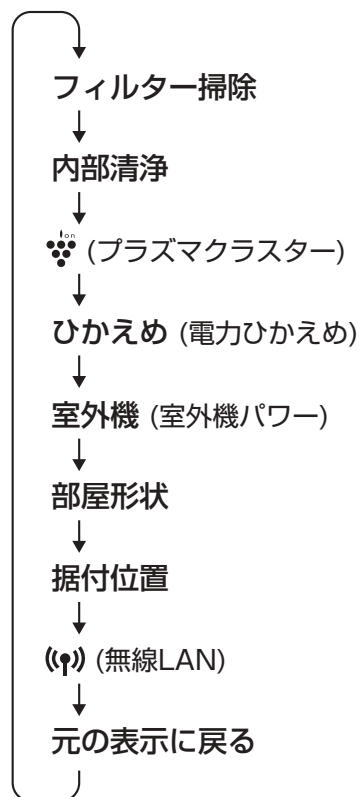 フィルター掃除
内部清浄
ion (プラズマクラスター)
ひかえめ (電力ひかえめ)
室外機 (室外機パワー)
部屋形状
据付位置
(無線LAN)
元の表示に戻る